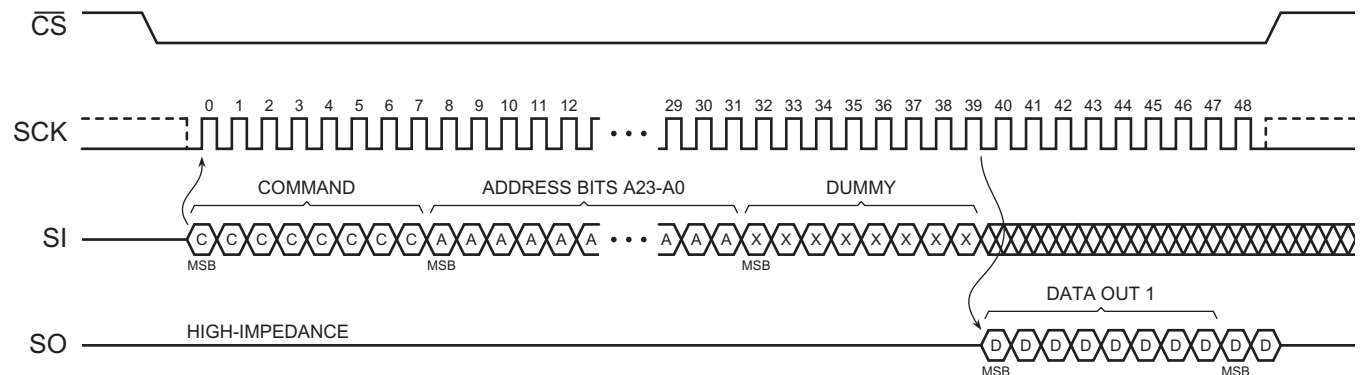 CS
0 1 2 3 4 5 6 7 8 9 10 11 12 29 30 31 32 33 34 35 36 37 38 39 40 41 42 43 44 45 46 47 48
SCK • • •
COMMAND ADDRESS BITS A23-A0 DUMMY
SI C C C C C C C C A A A A A A • • • A A A X X X X X X X X
MSB MSB MSB
DATA OUT 1
HIGH-IMPEDANCE
SO D D D D D D D D D D
MSB MSB